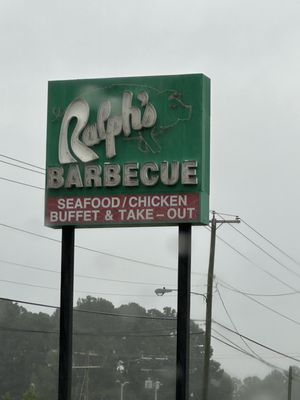 Ralph's
BARBECUE
SEAFOOD/CHICKEN
BUFFET & TAKE-OUT